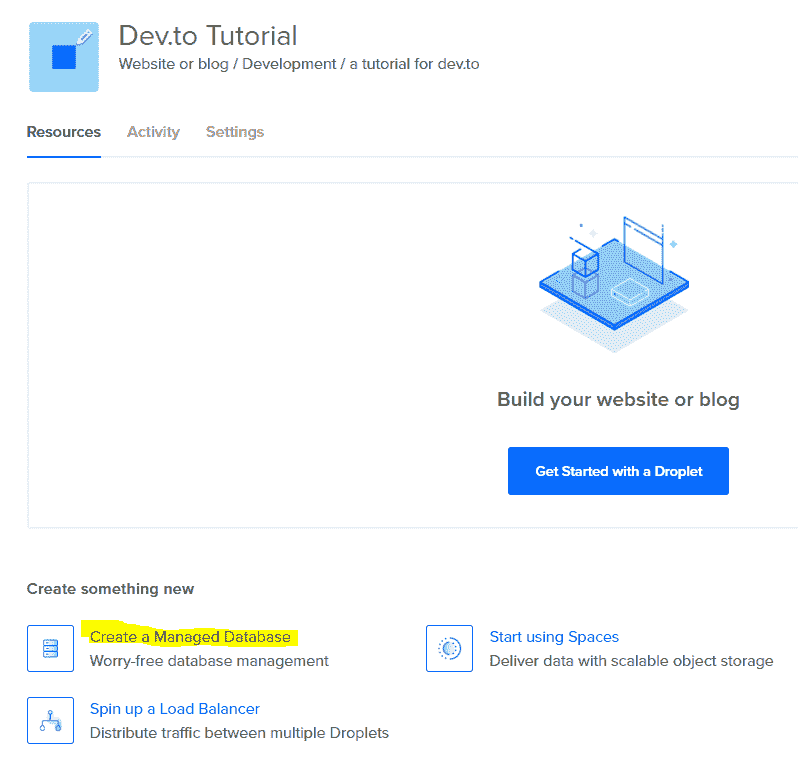 Dev.to Tutorial
Website or blog / Development / a tutorial for dev.to
Resources Activity Settings
Build your website or blog
Get Started with a Droplet
Create something new
Create a Managed Database
Worry-free database management
Start using Spaces
Deliver data with scalable object storage
Spin up a Load Balancer
Distribute traffic between multiple Droplets